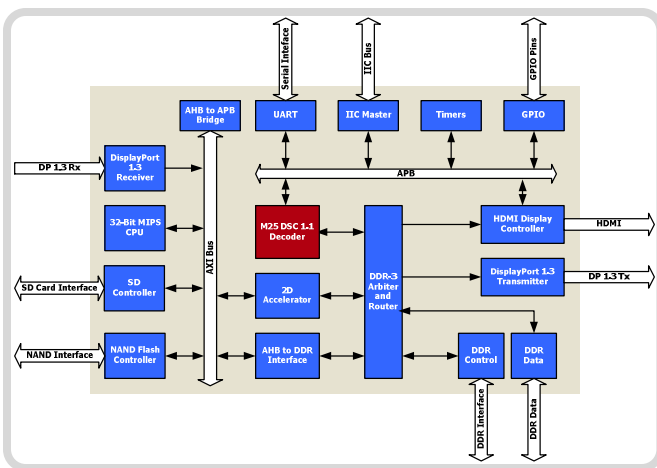 Serial Inteface
IIC Bus
GPIO Pins
AHB to APB
Bridge
UART
IIC Master
Timers
GPIO
DP 1.3 Rx
DisplayPort
1.3
Receiver
APB
32-Bit MIPS
CPU
M25 DSC 1.1
Decoder
HDMI Display
Controller
HDMI
AXI Bus
SD Card Interface
SD
Controller
2D
Accelerator
DDR-3
Arbiter
and
Router
DisplayPort 1.3
Transmitter
DP 1.3 Tx
NAND Interface
NAND Flash
Controller
AHB to DDR
Interface
DDR
Control
DDR
Data
DDR Interface
DDR Data